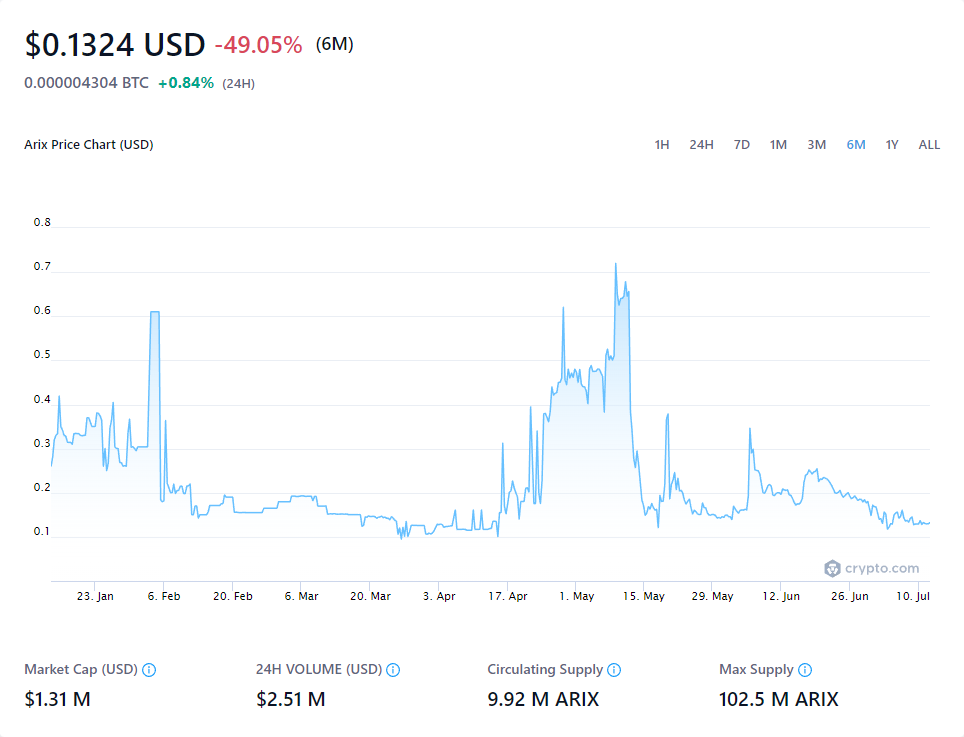 $0.1324 USD -49.05% (6M)
0.000004304 BTC +0.84% (24H)
Arix Price Chart (USD) 1H 24H 7D 1M 3M 6M 1Y ALL
0.8
0.7
0.6
0.5
0.4
0.3
0.2
0.1
crypto.com
23. Jan 6. Feb 20. Feb 6. Mar 20. Mar 3. Apr 17. Apr 1. May 15. May 29. May 12. Jun 26. Jun 10. Jul
Market Cap (USD) 24H VOLUME (USD) Circulating Supply Max Supply
$1.31 M $2.51 M 9.92 M ARIX 102.5 M ARIX